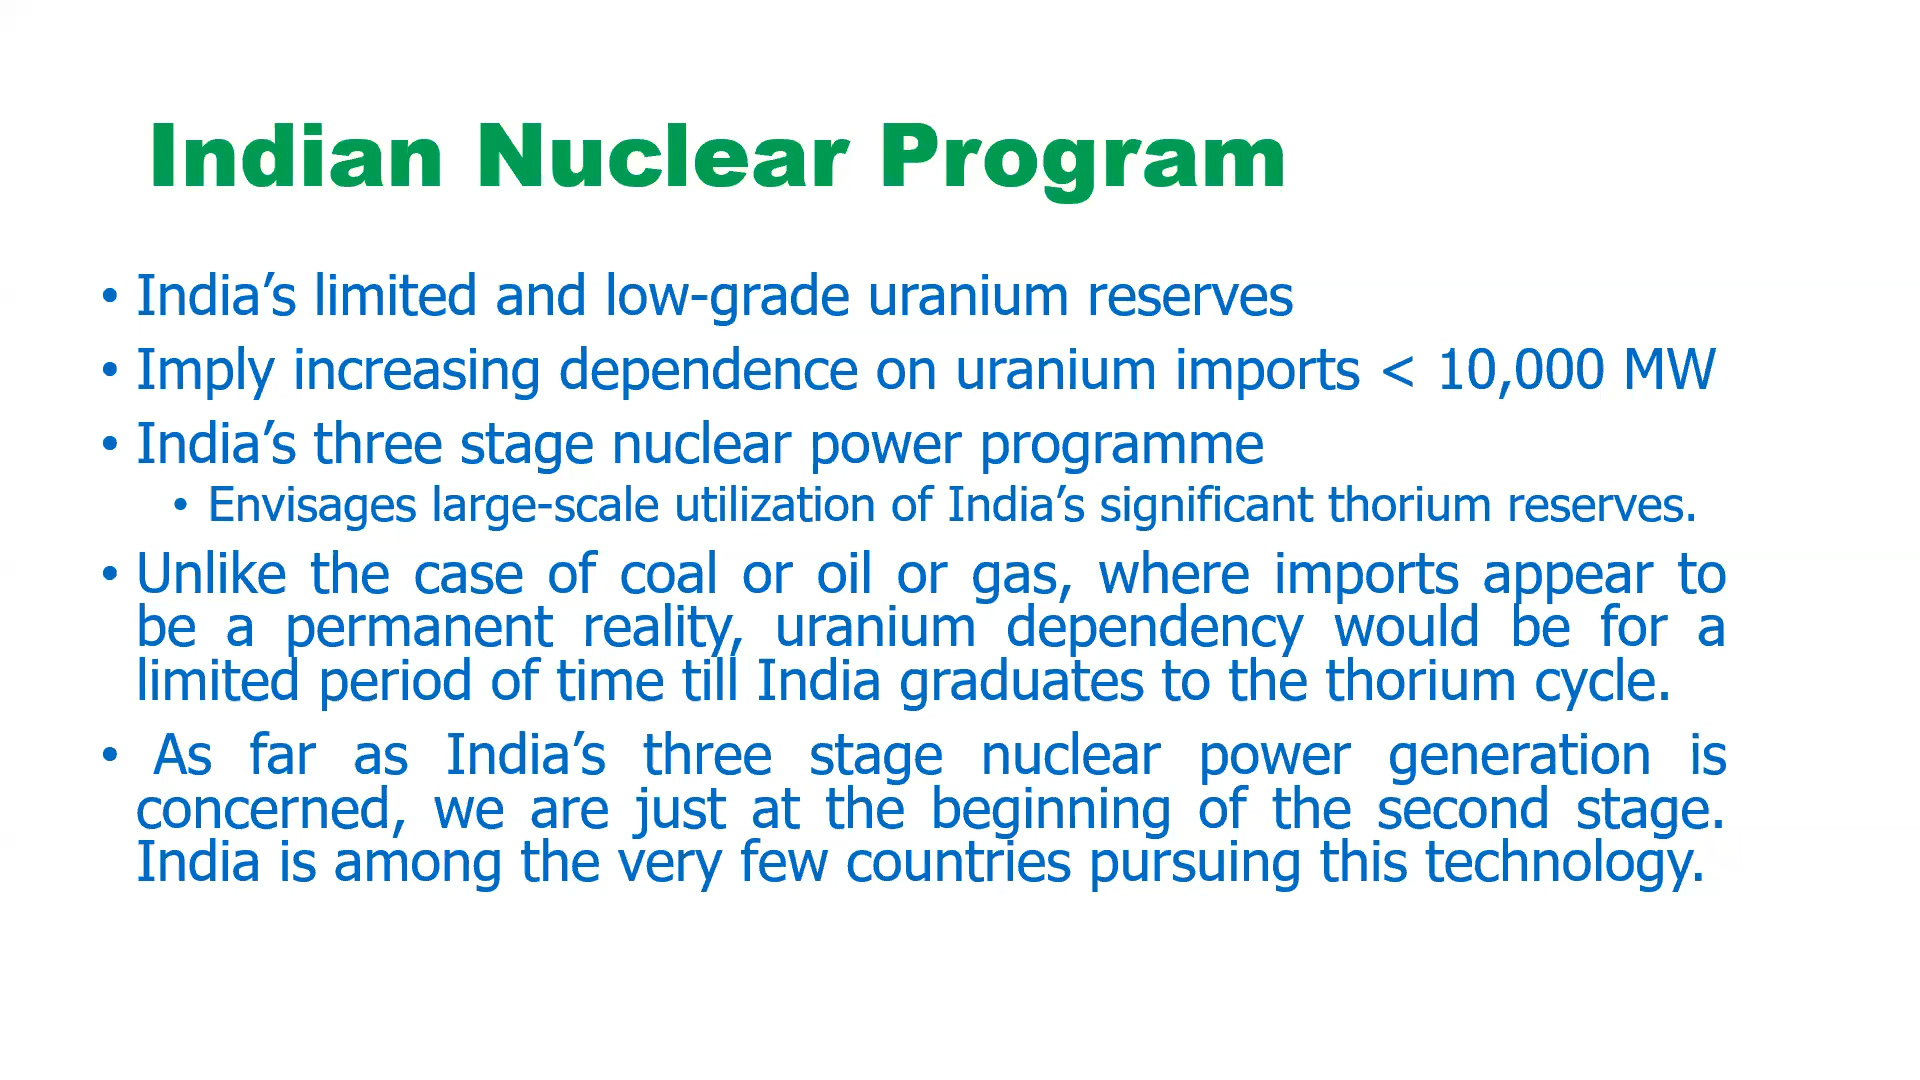 Indian Nuclear Program
• India’s limited and low-grade uranium reserves
• Imply increasing dependence on uranium imports < 10,000 MW
• India’s three stage nuclear power programme
• Envisages large-scale utilization of India’s significant thorium reserves.
• Unlike the case of coal or oil or gas, where imports appear to
be a permanent reality, uranium dependency would be for a
limited period of time till India graduates to the thorium cycle.
• As far as India’s three stage nuclear power generation is
concerned, we are just at the beginning of the second stage.
India is among the very few countries pursuing this technology.